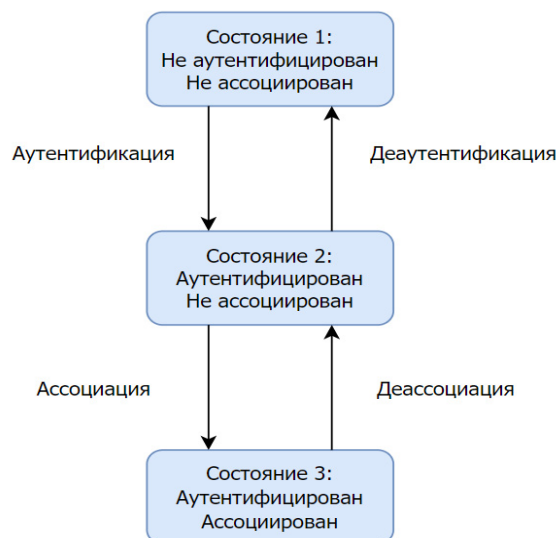 Состояние 1:
Не аутентифицирован
Не ассоциирован
Аутентификация
Деаутентификация
Состояние 2:
Аутентифицирован
Не ассоциирован
Ассоциация
Деассоциация
Состояние 3:
Аутентифицирован
Ассоциирован